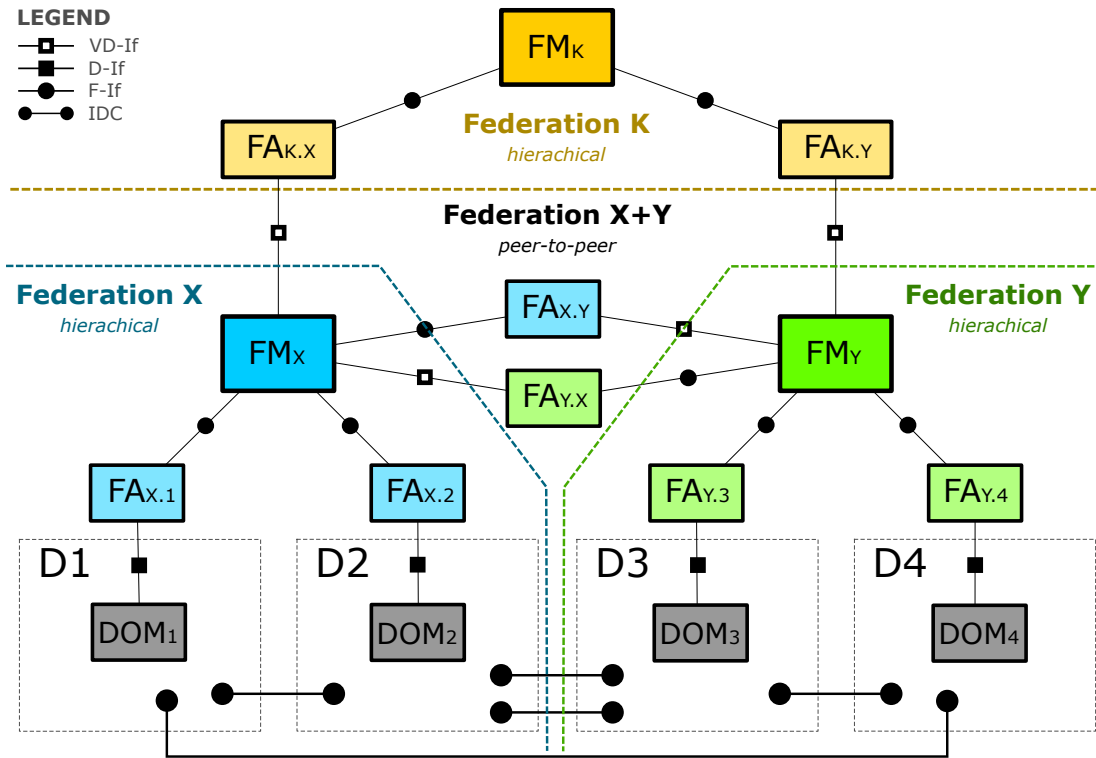 LEGEND
VD-If
D-If
F-If
IDC
FMK
Federation K
hierachical
FAK.X
FAK.Y
Federation X+Y
peer-to-peer
Federation X
hierachical
Federation Y
hierachical
FAX.Y
FMX
FMY
FAY.X
FAX.1
FAX.2
FAY.3
FAY.4
D1
D2
D3
D4
DOM1
DOM2
DOM3
DOM4